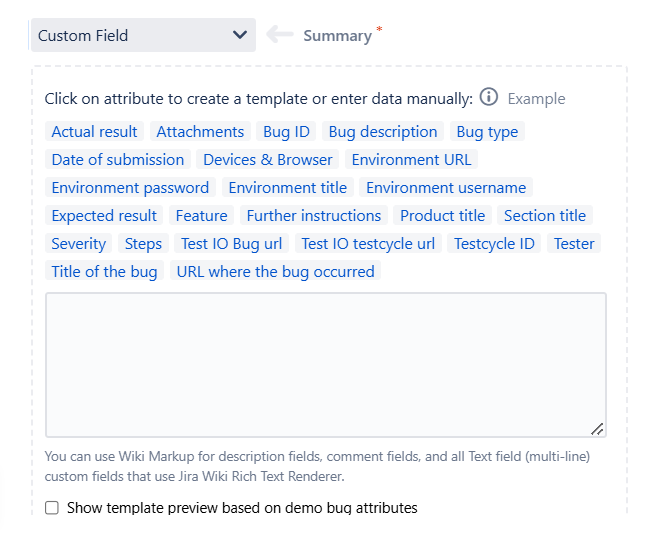 Custom Field Summary *
Click on attribute to create a template or enter data manually: Example
Actual result Attachments Bug ID Bug description Bug type
Date of submission Devices & Browser Environment URL
Environment password Environment title Environment username
Expected result Feature Further instructions Product title Section title
Severity Steps Test IO Bug url Test IO testcycle url Testcycle ID Tester
Title of the bug URL where the bug occurred
You can use Wiki Markup for description fields, comment fields, and all Text field (multi-line)
custom fields that use Jira Wiki Rich Text Renderer.
Show template preview based on demo bug attributes